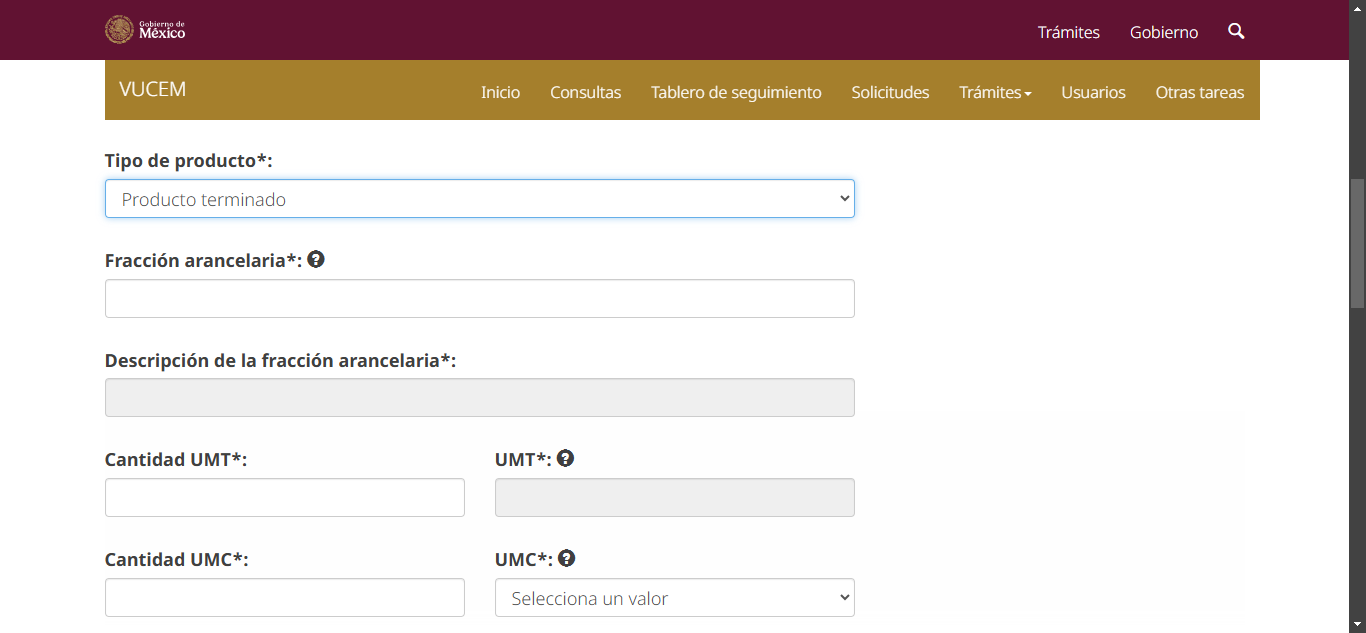 Gobierno de
México
Trámites Gobierno
VUCEM
Inicio Consultas Tablero de seguimiento Solicitudes Trámites Usuarios Otras tareas
Tipo de producto*:
Producto terminado
Fracción arancelaria*: ?
Descripción de la fracción arancelaria*:
Cantidad UMT*: UMT*: ?
Cantidad UMC*: UMC*: ?
Selecciona un valor